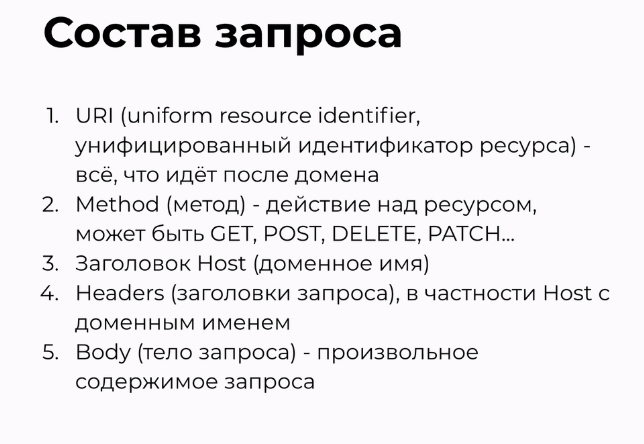 Состав запроса
1. URI (uniform resource identifier,
унифицированный идентификатор ресурса) -
всё, что идёт после домена
2. Method (метод) - действие над ресурсом,
может быть GET, POST, DELETE, PATCH...
3. Заголовок Host (доменное имя)
4. Headers (заголовки запроса), в частности Host с
доменным именем
5. Body (тело запроса) - произвольное
содержимое запроса